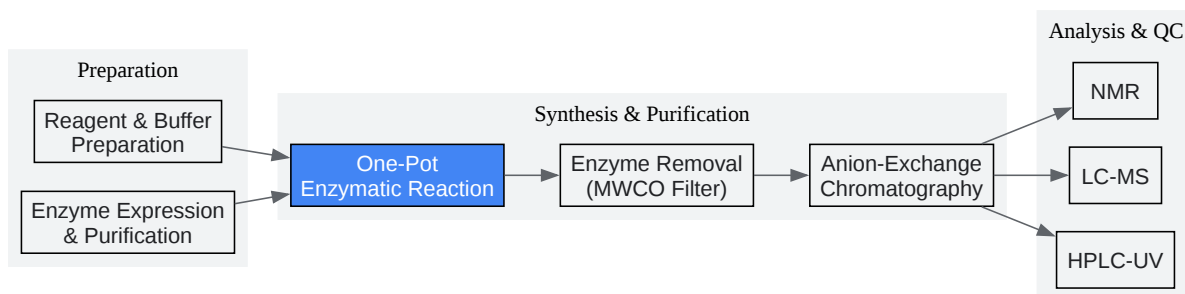 Preparation
Reagent & Buffer
Preparation
Enzyme Expression
& Purification
Synthesis & Purification
One-Pot
Enzymatic Reaction
Enzyme Removal
(MWCO Filter)
Anion-Exchange
Chromatography
Analysis & QC
NMR
LC-MS
HPLC-UV